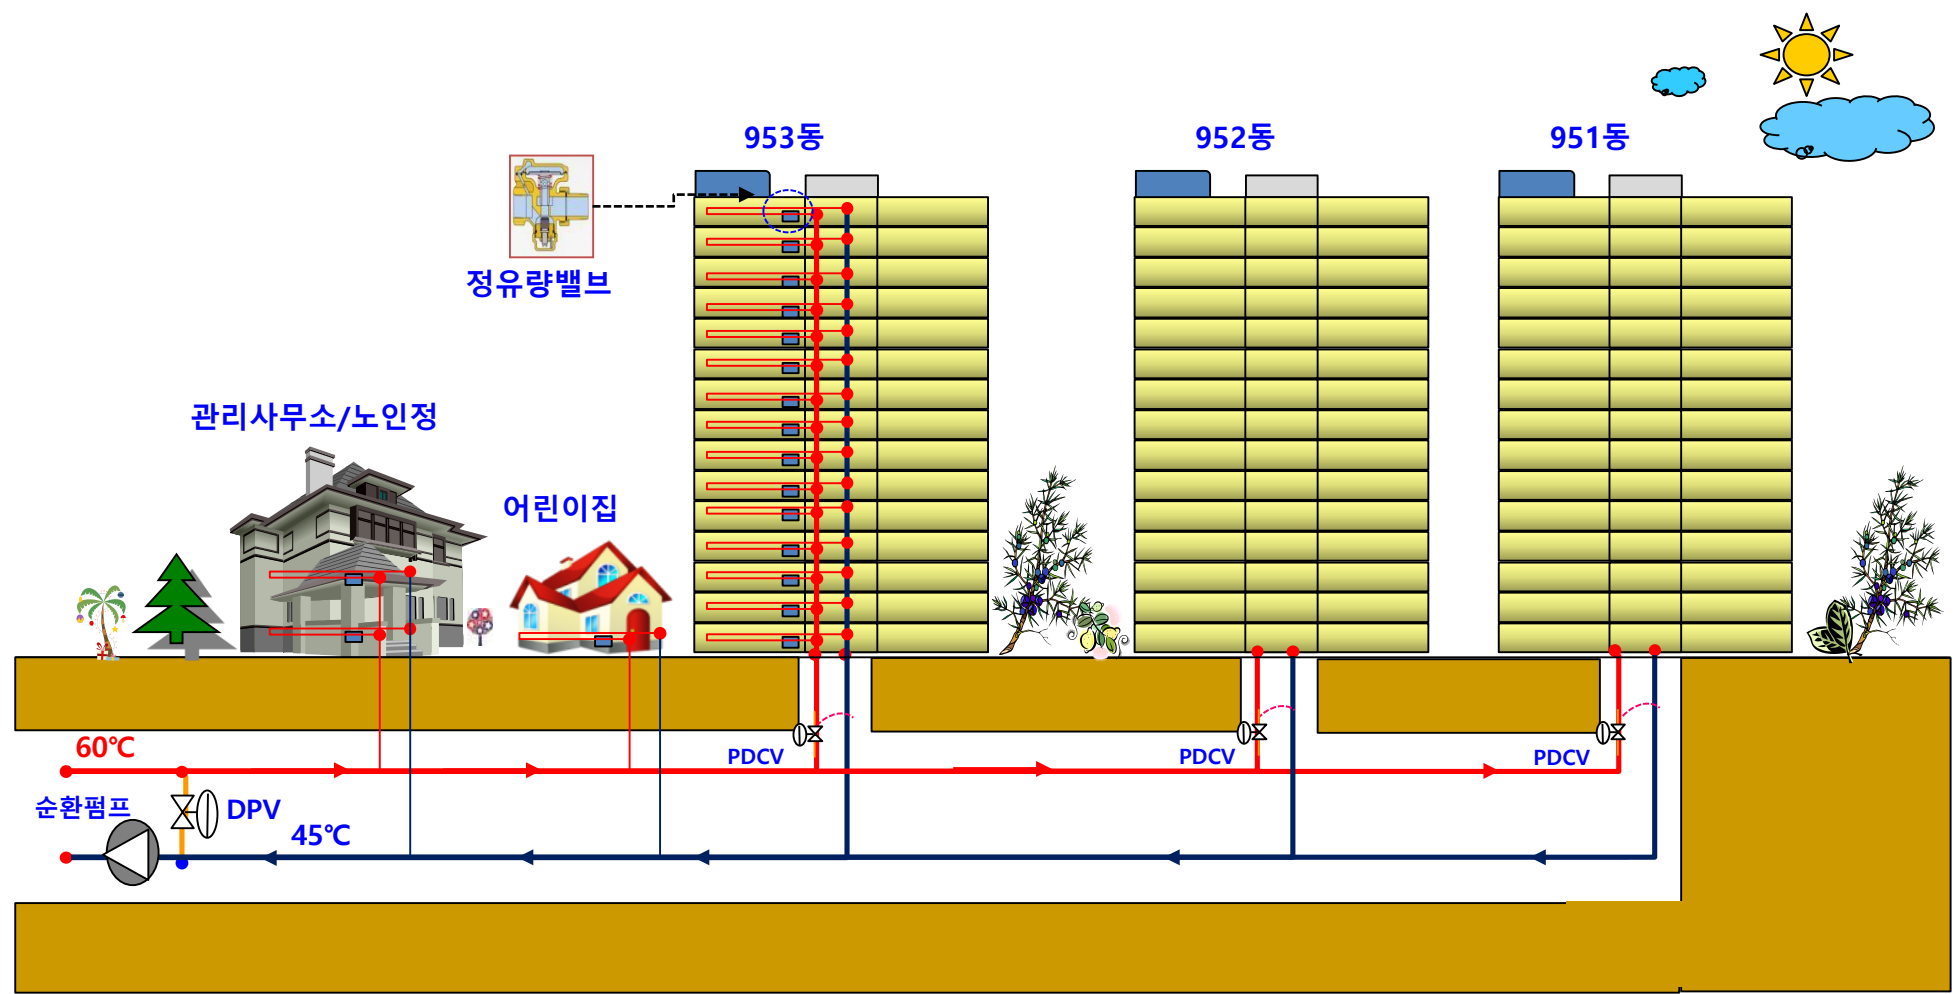 953동
952동
951동
정유량밸브
관리사무소/노인정
어린이집
60℃
PDCV
PDCV
PDCV
순환펌프
DPV
45℃